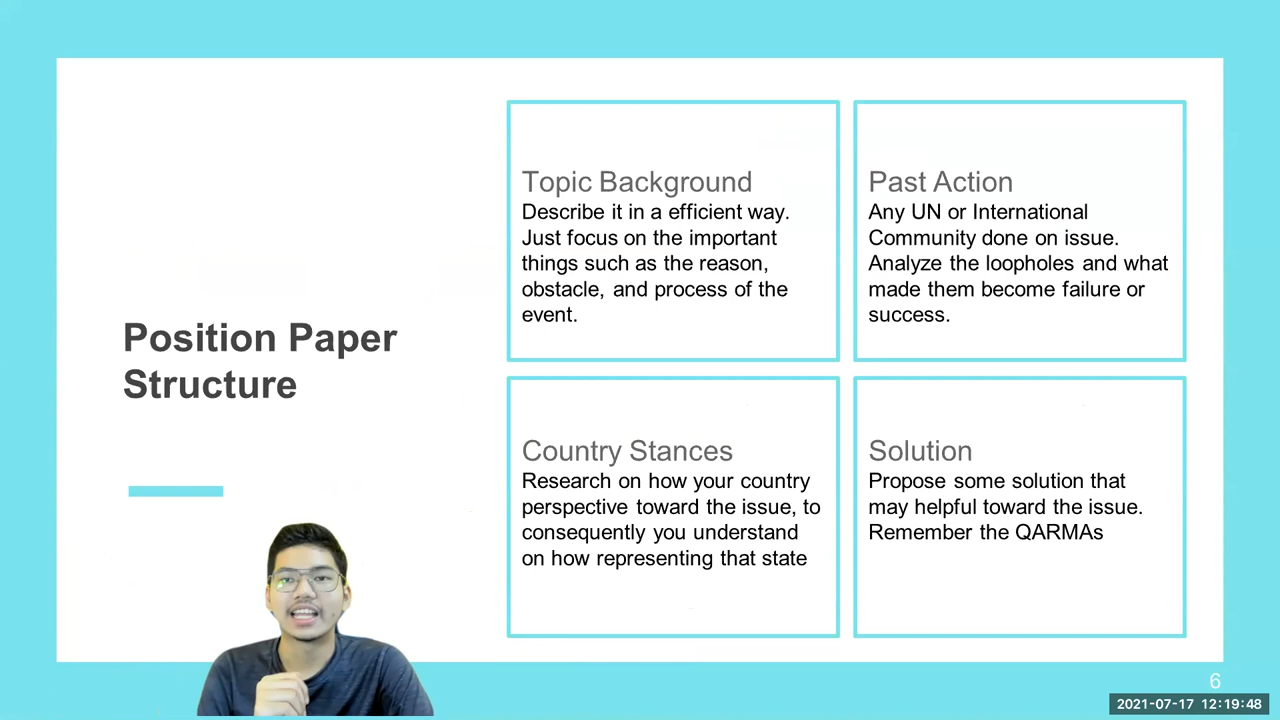 Position Paper
Structure
Topic Background
Describe it in a efficient way.
Just focus on the important
things such as the reason,
obstacle, and process of the
event.
Past Action
Any UN or International
Community done on issue.
Analyze the loopholes and what
made them become failure or
success.
Country Stances
Research on how your country
perspective toward the issue, to
consequently you understand
on how representing that state
Solution
Propose some solution that
may helpful toward the issue.
Remember the QARMAs
6
2021-07-17 12:19:48